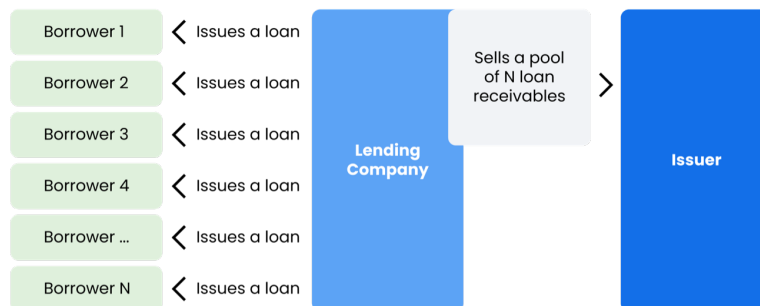 Borrower 1
Issues a loan
Borrower 2
Issues a loan
Borrower 3
Issues a loan
Borrower 4
Issues a loan
Borrower ...
Issues a loan
Borrower N
Issues a loan
Lending
Company
Sells a pool
of N loan
receivables
Issuer